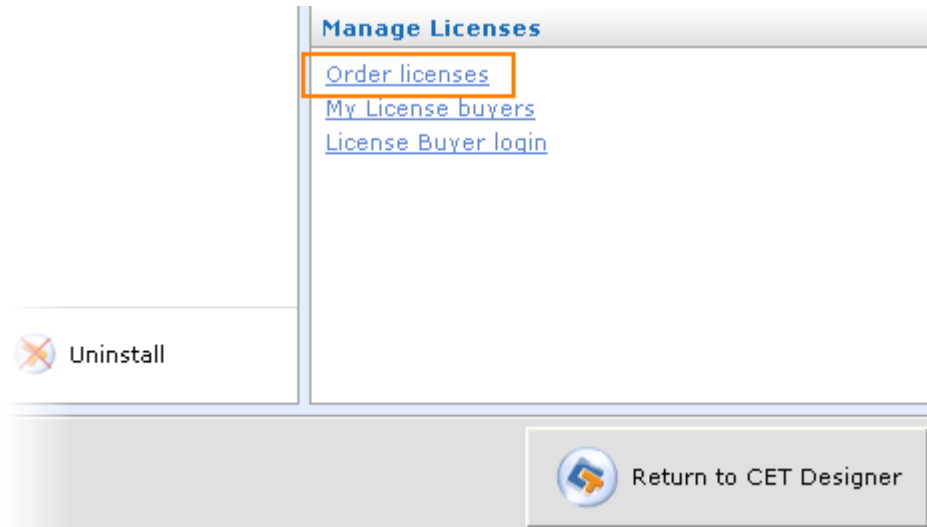 Manage Licenses
Order licenses
My License buyers
License Buyer login
Uninstall
Return to CET Designer